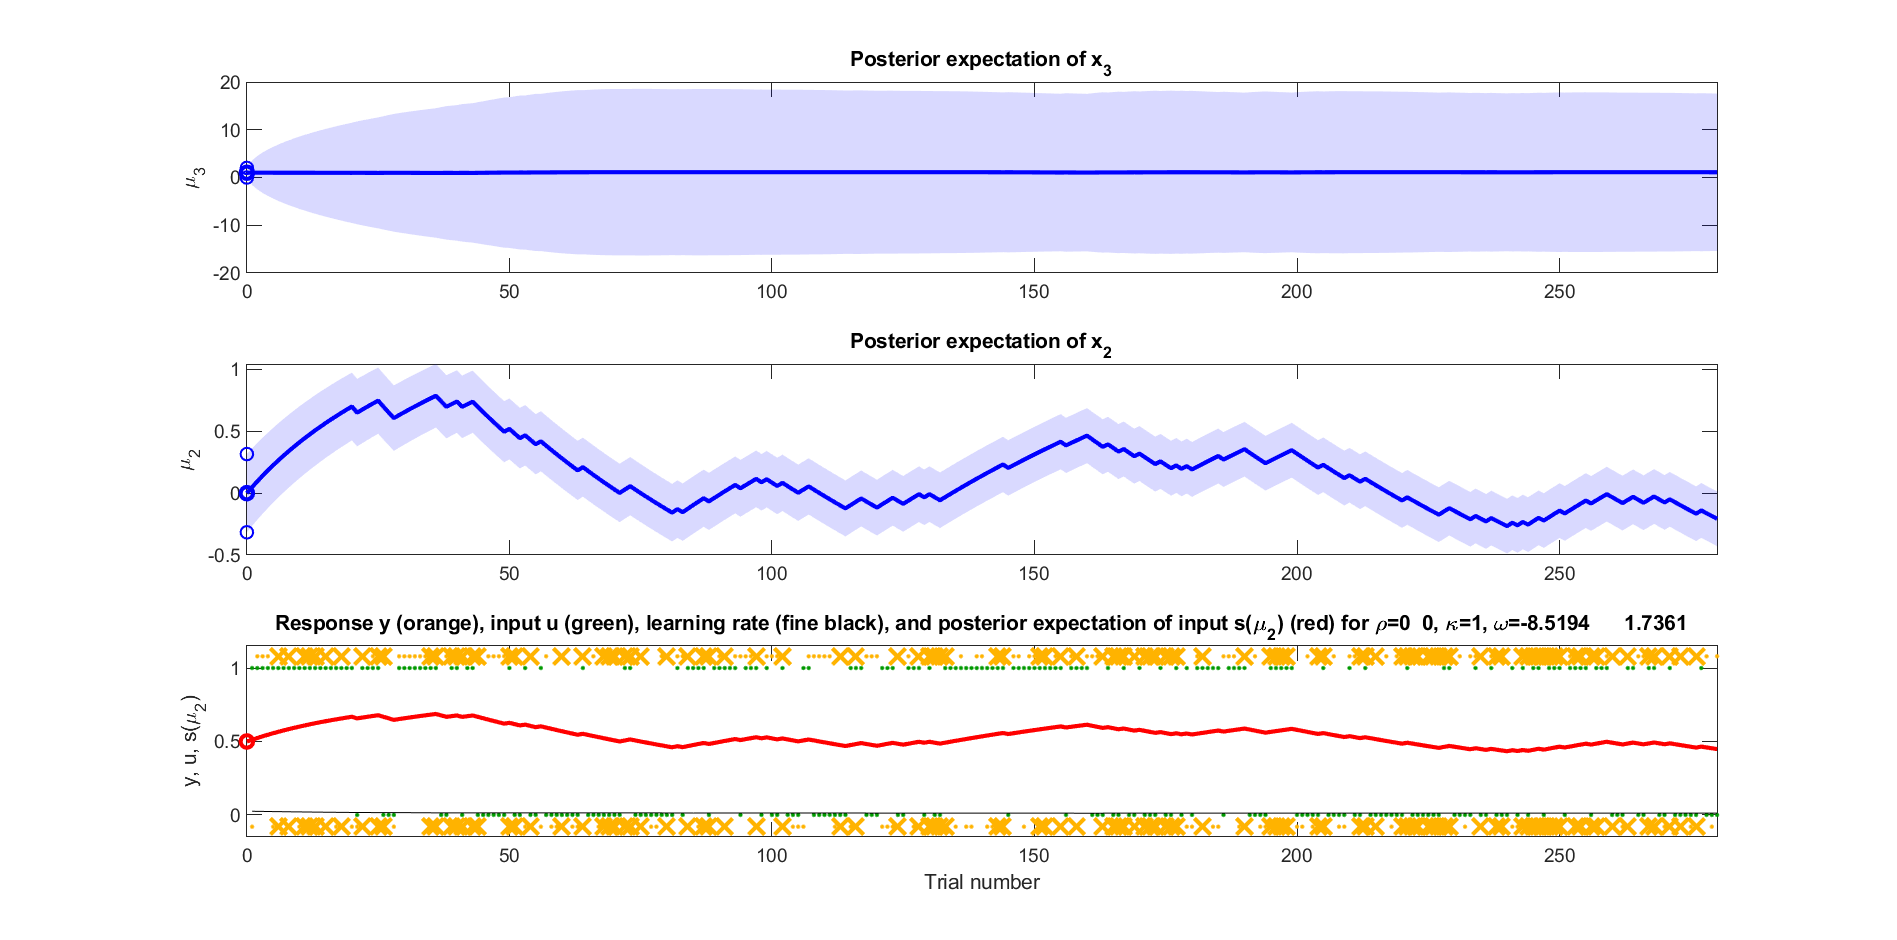 Posterior expectation of x₃
μ₃
20
10
0
-10
-20
0 50 100 150 200 250
Posterior expectation of x₂
μ₂
1
0.5
0
-0.5
0 50 100 150 200 250
Response y (orange), input u (green), learning rate (fine black), and posterior expectation of input s(μ₂) (red) for ρ=0 0, κ=1, ω=-8.5194 1.7361
y, u, s(μ₂)
1
0.5
0
0 50 100 150 200 250
Trial number